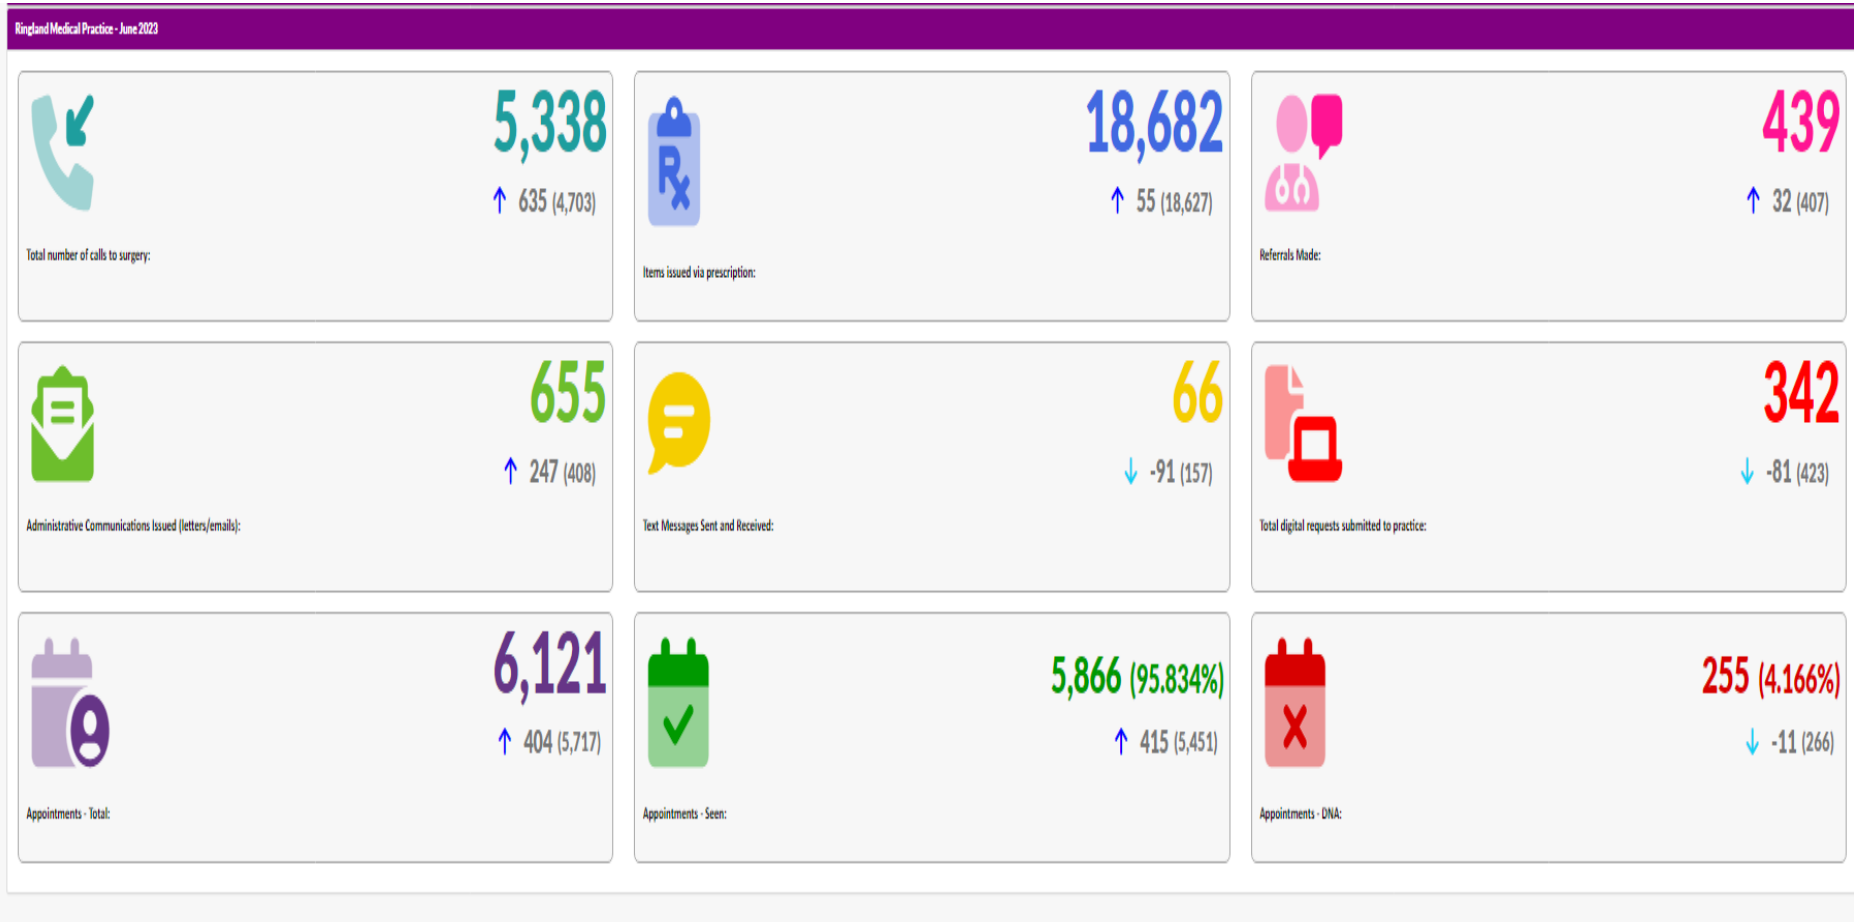 Ringland Medical Practice - June 2023
5,338
↑ 635 (4,703)
Total number of calls to surgery:
Rx
18,682
↑ 55 (18,627)
Items issued via prescription:
439
↑ 32 (407)
Referrals Made:
655
↑ 247 (408)
Administrative Communications Issued (letters/emails):
66
↓ -91 (157)
Text Messages Sent and Received:
342
↓ -81 (423)
Total digital requests submitted to practice:
6,121
↑ 404 (5,717)
Appointments - Total:
5,866 (95.834%)
↑ 415 (5,451)
Appointments - Seen:
255 (4.166%)
↓ -11 (266)
Appointments - DNA: